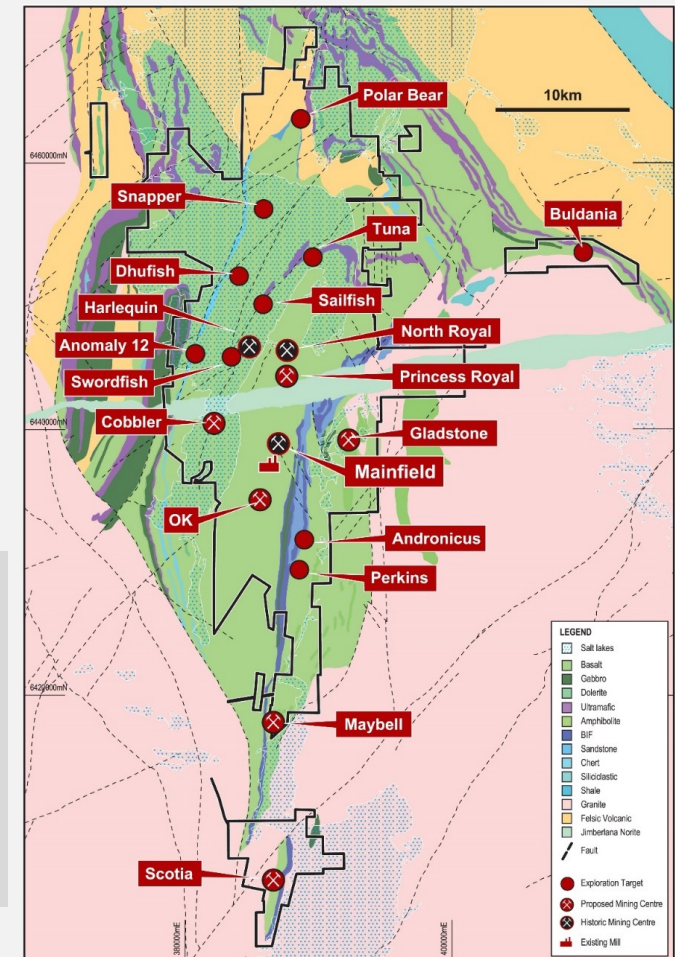 Polar Bear
10km
6460000mN
Snapper
Buldania
Tuna
Dhufish
Sailfish
Harlequin
North Royal
Anomaly 12
Swordfish
Princess Royal
Cobbler
6440000mN
Gladstone
Mainfield
OK
Andronicus
Perkins
6420000mN
Maybell
Scotia
380000mE
400000mE
LEGEND
Salt lakes
Basalt
Gabbro
Dolerite
Ultramafic
Amphibolite
BIF
Sandstone
Chert
Siliciclastic
Shale
Granite
Felsic Volcanic
Jimberlana Norite
Fault
Exploration Target
Proposed Mining Centre
Historic Mining Centre
Existing Mill